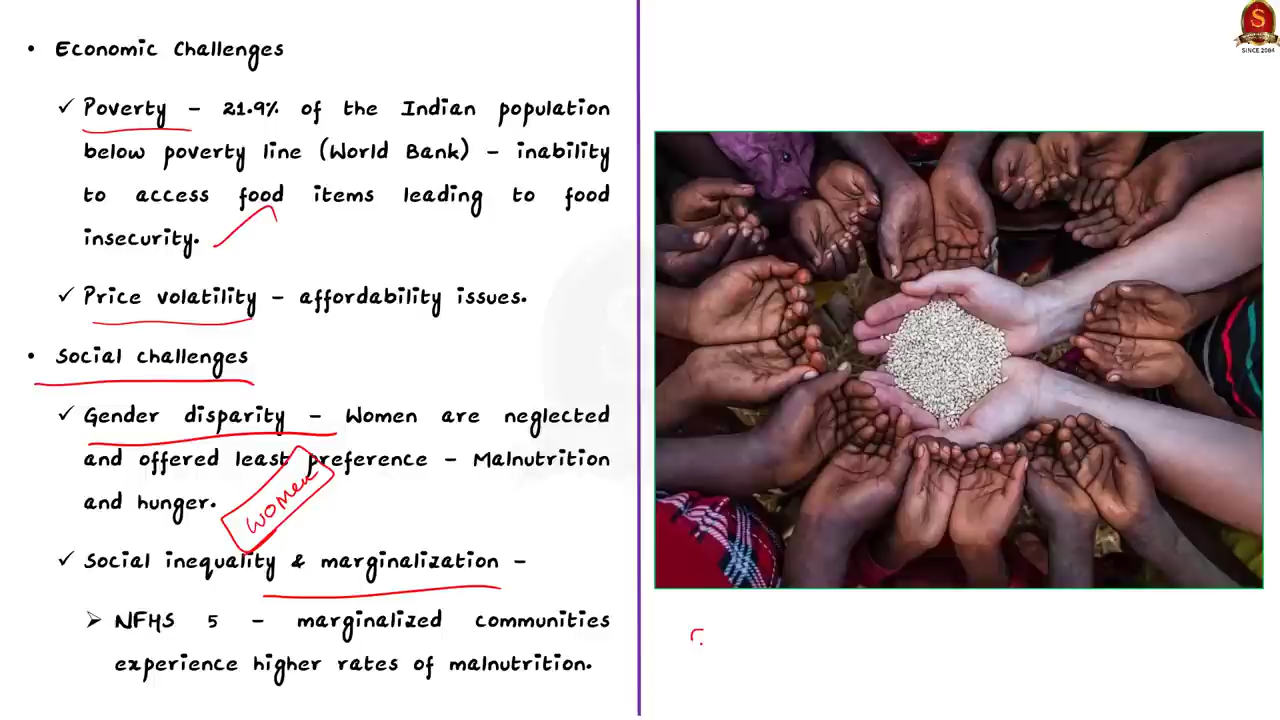 • Economic Challenges
✓ Poverty – 21.9% of the Indian population
below poverty line (World Bank) – inability
to access food items leading to food
insecurity.
✓ Price volatility – affordability issues.
• Social challenges
✓ Gender disparity – Women are neglected
and offered least preference – Malnutrition
and hunger.
women
✓ Social inequality & marginalization –
➢ NFHS 5 – marginalized communities
experience higher rates of malnutrition.
S
SINCE 2004